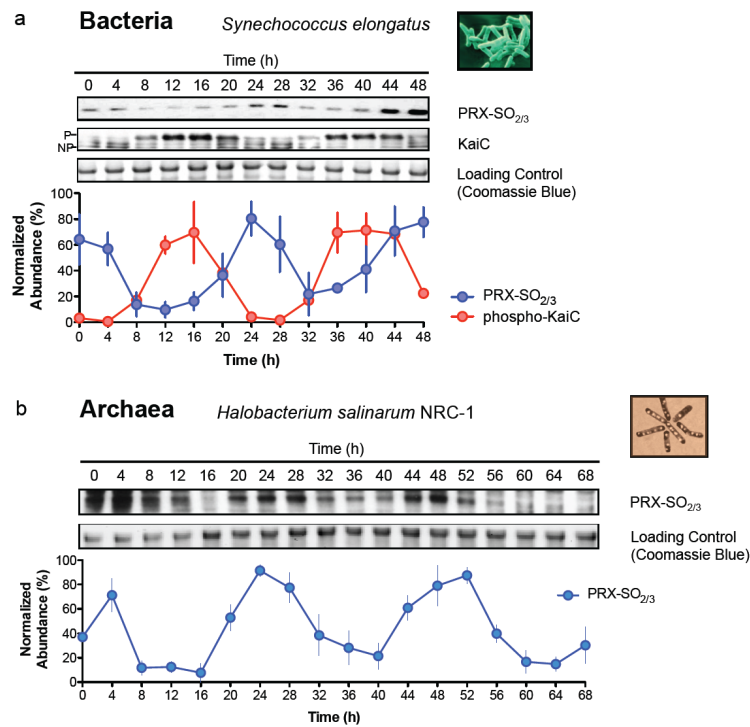 a
Bacteria
Synechococcus elongatus
Time (h)
0 4 8 12 16 20 24 28 32 36 40 44 48
PRX-SO2/3
P
NP
KaiC
Loading Control
(Coomassie Blue)
Normalized
Abundance (%)
100
80
60
40
20
0
0 4 8 12 16 20 24 28 32 36 40 44 48
Time (h)
PRX-SO2/3
phospho-KaiC
b
Archaea
Halobacterium salinarum NRC-1
Time (h)
0 4 8 12 16 20 24 28 32 36 40 44 48 52 56 60 64 68
PRX-SO2/3
Loading Control
(Coomassie Blue)
Normalized
Abundance (%)
100
80
60
40
20
0
0 4 8 12 16 20 24 28 32 36 40 44 48 52 56 60 64 68
Time (h)
PRX-SO2/3